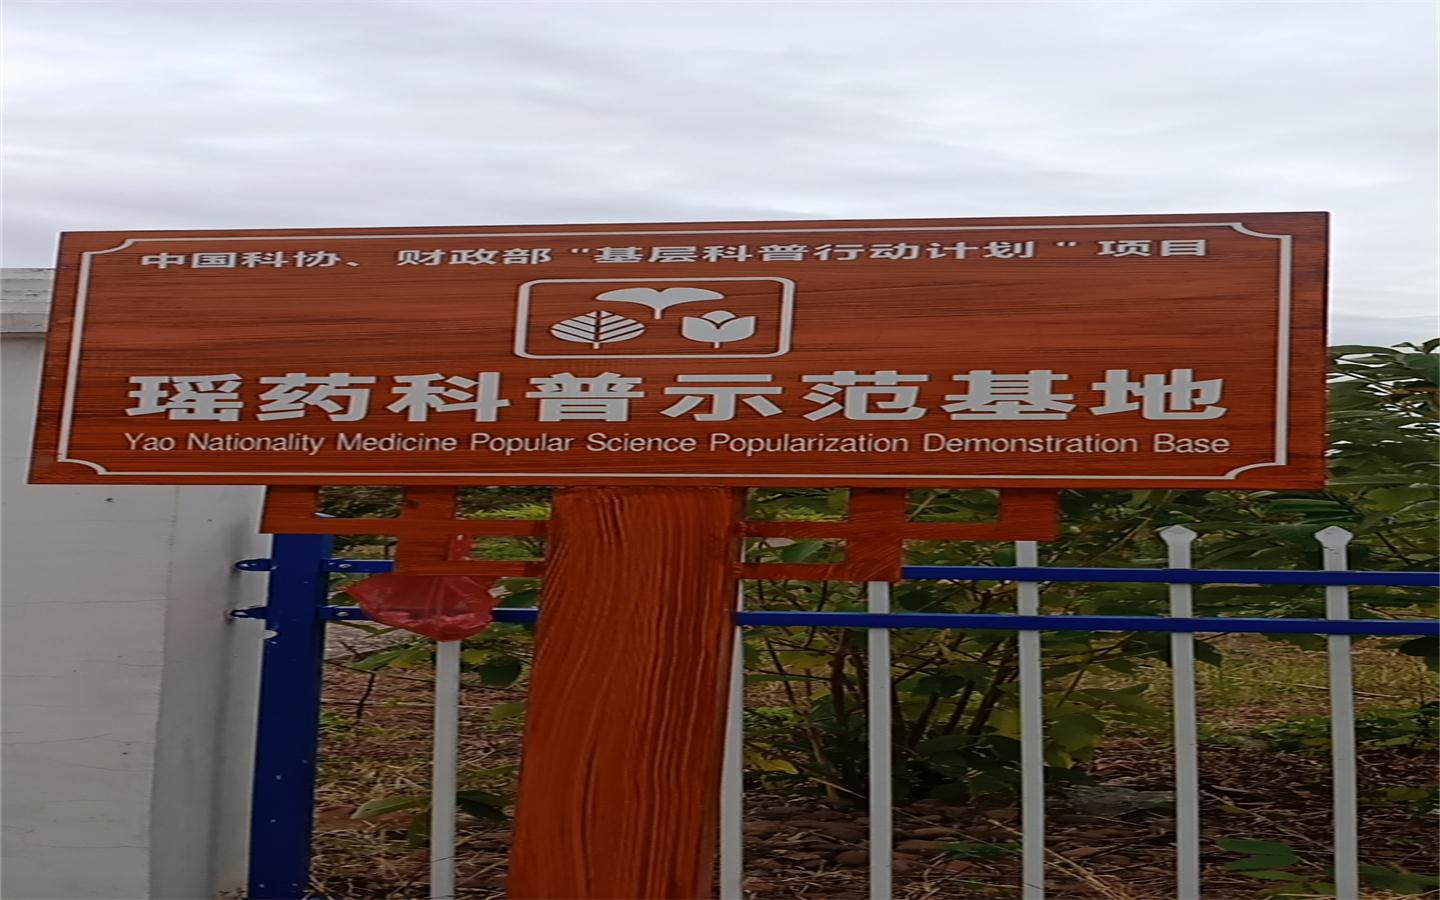 中国科协、财政部“基层科普行动计划”项目
瑶药科普示范基地
Yao Nationality Medicine Popular Science Popularization Demonstration Base